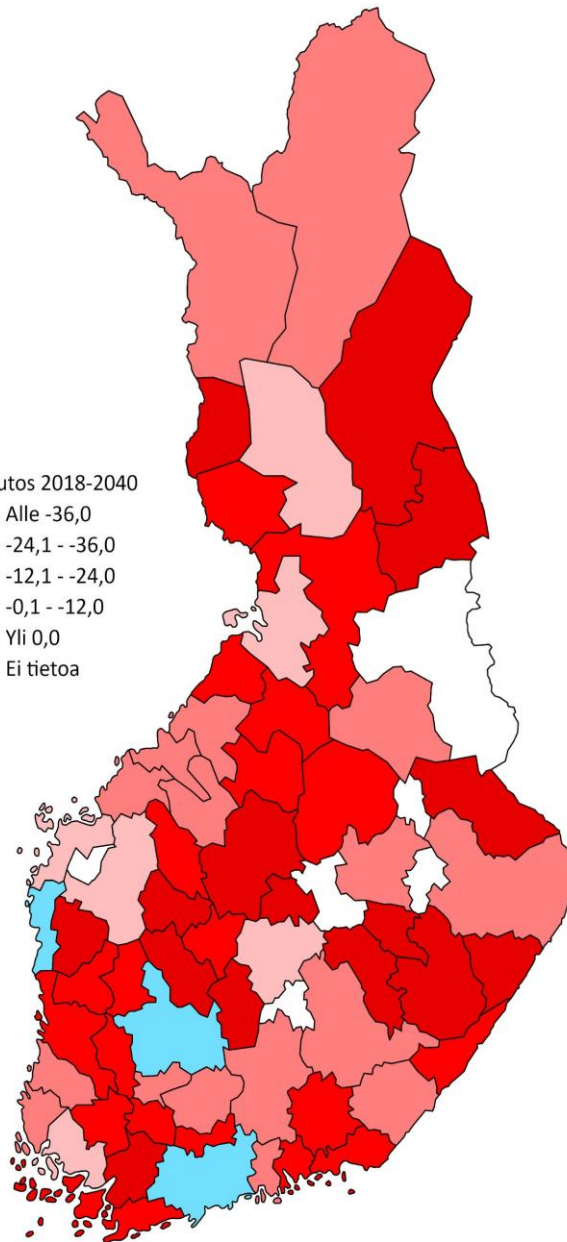 utos 2018-2040
Alle -36,0
-24,1 - -36,0
-12,1 - -24,0
-0,1 - -12,0
Yli 0,0
Ei tietoa